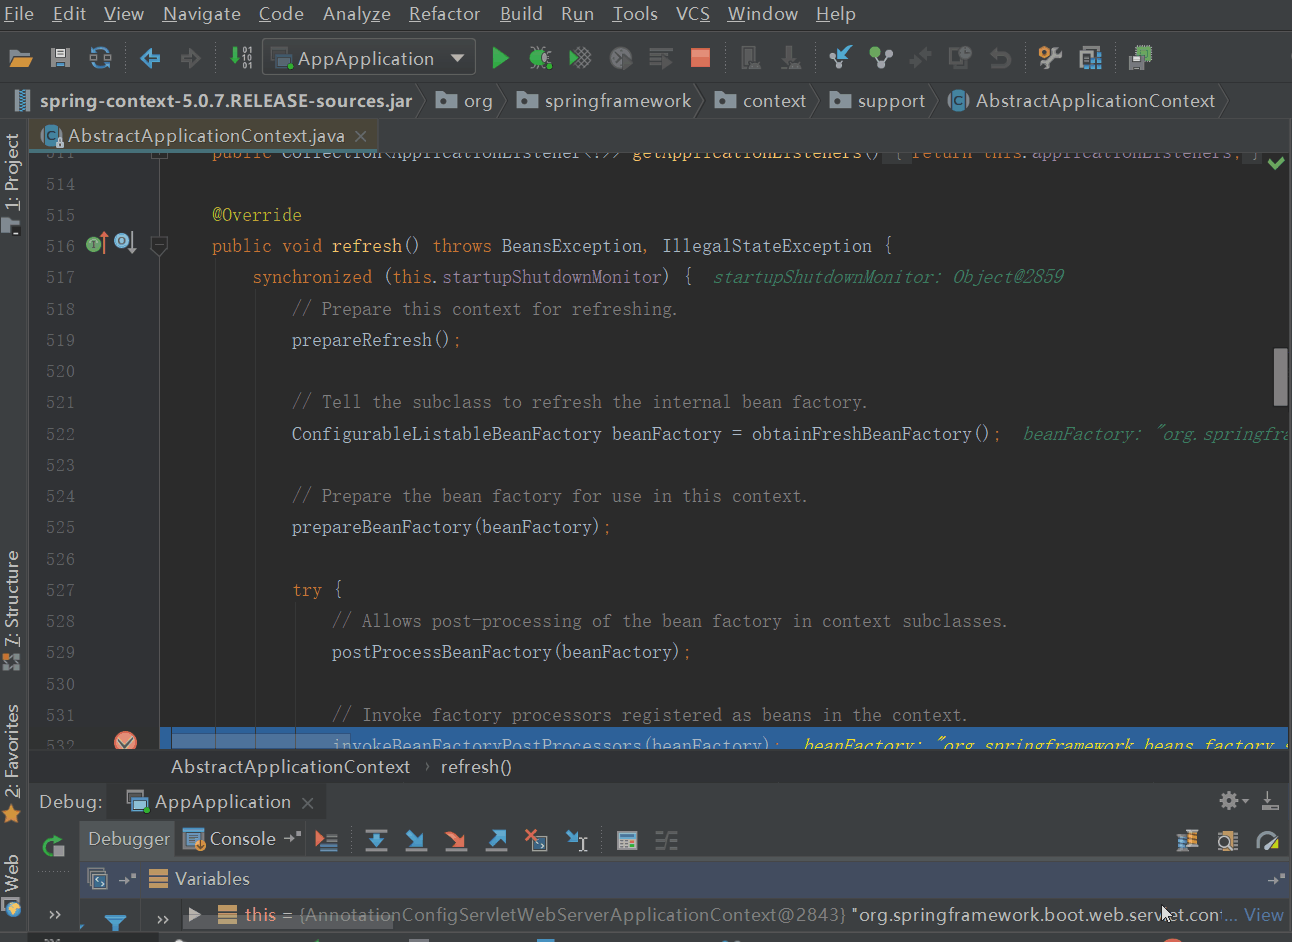 File Edit View Navigate Code Analyze Refactor Build Run Tools VCS Window Help
AppApplication
spring-context-5.0.7.RELEASE-sources.jar org springframework context support AbstractApplicationContext
AbstractApplicationContext.java
1: Project
7: Structure
2: Favorites
Web
511 public Collection<ApplicationListener<?>> getApplicationListeners() { return this.applicationListeners; }
514
515 @Override
516 public void refresh() throws BeansException, IllegalStateException {
517 synchronized (this.startupShutdownMonitor) { startupShutdownMonitor: Object@2859
518 // Prepare this context for refreshing.
519 prepareRefresh();
520
521 // Tell the subclass to refresh the internal bean factory.
522 ConfigurableListableBeanFactory beanFactory = obtainFreshBeanFactory(); beanFactory: "org.springfra
523
524 // Prepare the bean factory for use in this context.
525 prepareBeanFactory(beanFactory);
526
527 try {
528 // Allows post-processing of the bean factory in context subclasses.
529 postProcessBeanFactory(beanFactory);
530
531 // Invoke factory processors registered as beans in the context.
532 invokeBeanFactoryPostProcessors(beanFactory); beanFactory: "org.springframework.beans.factory.s
AbstractApplicationContext › refresh()
Debug: AppApplication
Debugger Console
Variables
this = {AnnotationConfigServletWebServerApplicationContext@2843} "org.springframework.boot.web.servlet.con... View